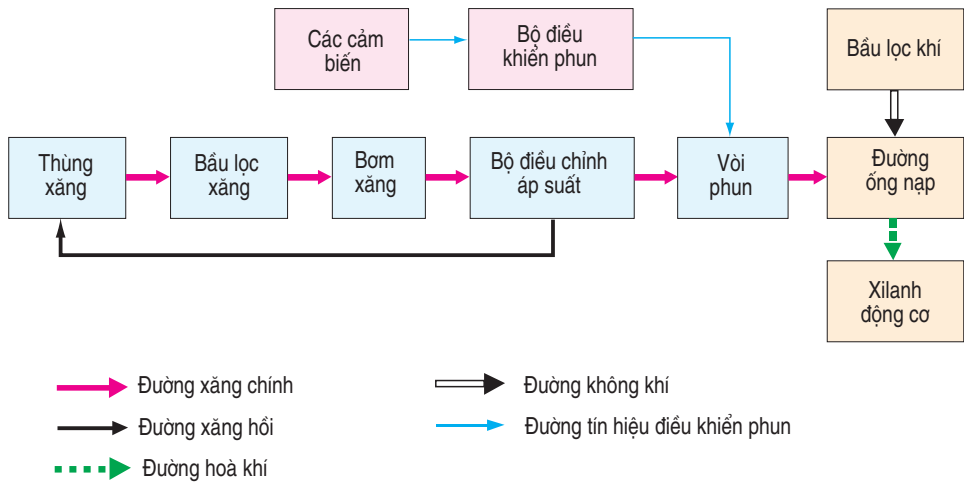 Các cảm
biến
Bộ điều
khiển phun
Bầu lọc khí
Thùng
xăng
Bầu lọc
xăng
Bơm
xăng
Bộ điều chỉnh
áp suất
Vòi
phun
Đường
ống nạp
Xilanh
động cơ
Đường xăng chính
Đường không khí
Đường xăng hồi
Đường tín hiệu điều khiển phun
Đường hoà khí